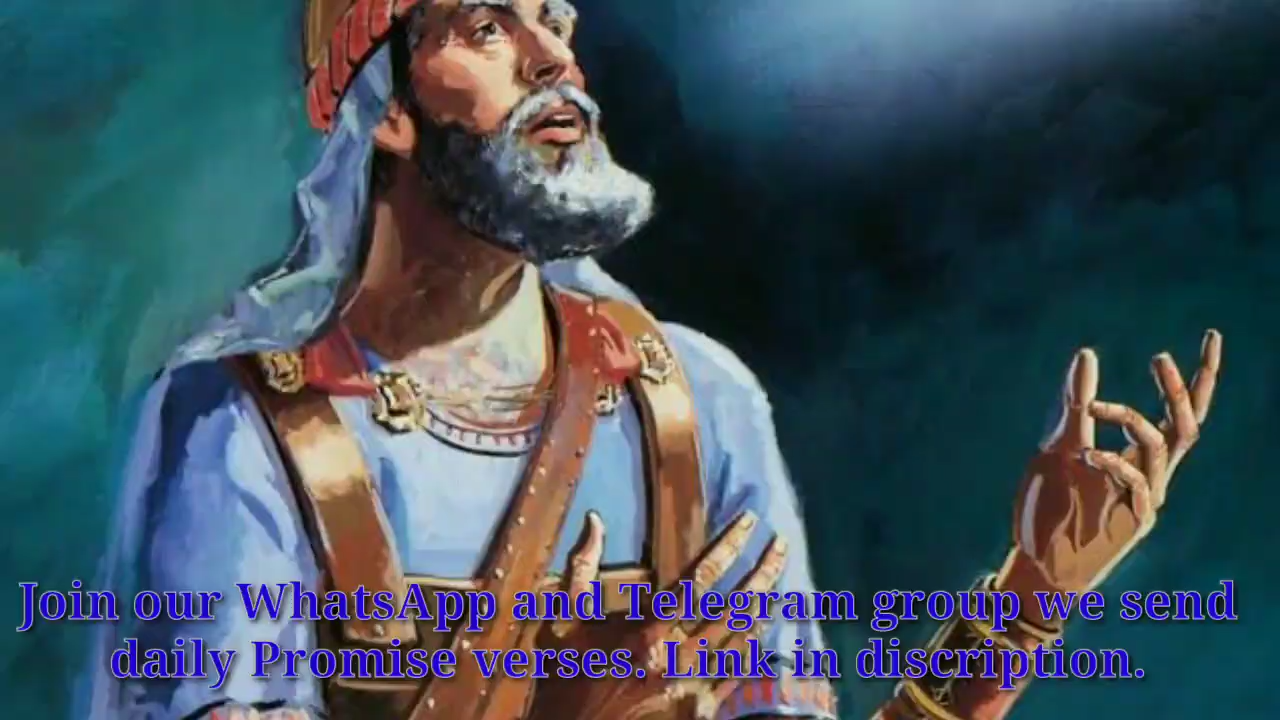 Join our WhatsApp and Telegram group we send
daily Promise verses. Link in discription.